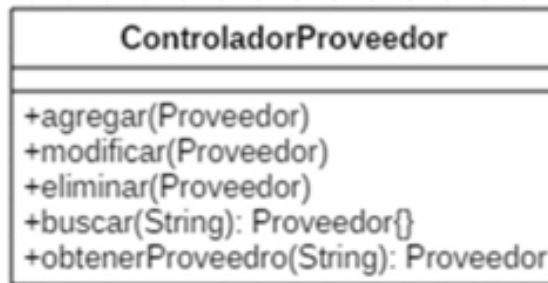 ControladorProveedor
+agregar(Proveedor)
+modificar(Proveedor)
+eliminar(Proveedor)
+buscar(String): Proveedor{}
+obtenerProveedro(String): Proveedor